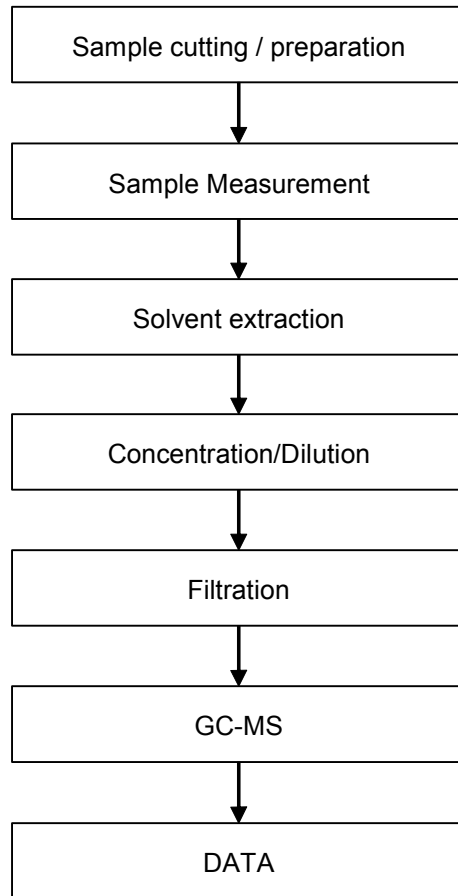 Sample cutting / preparation
Sample Measurement
Solvent extraction
Concentration/Dilution
Filtration
GC-MS
DATA